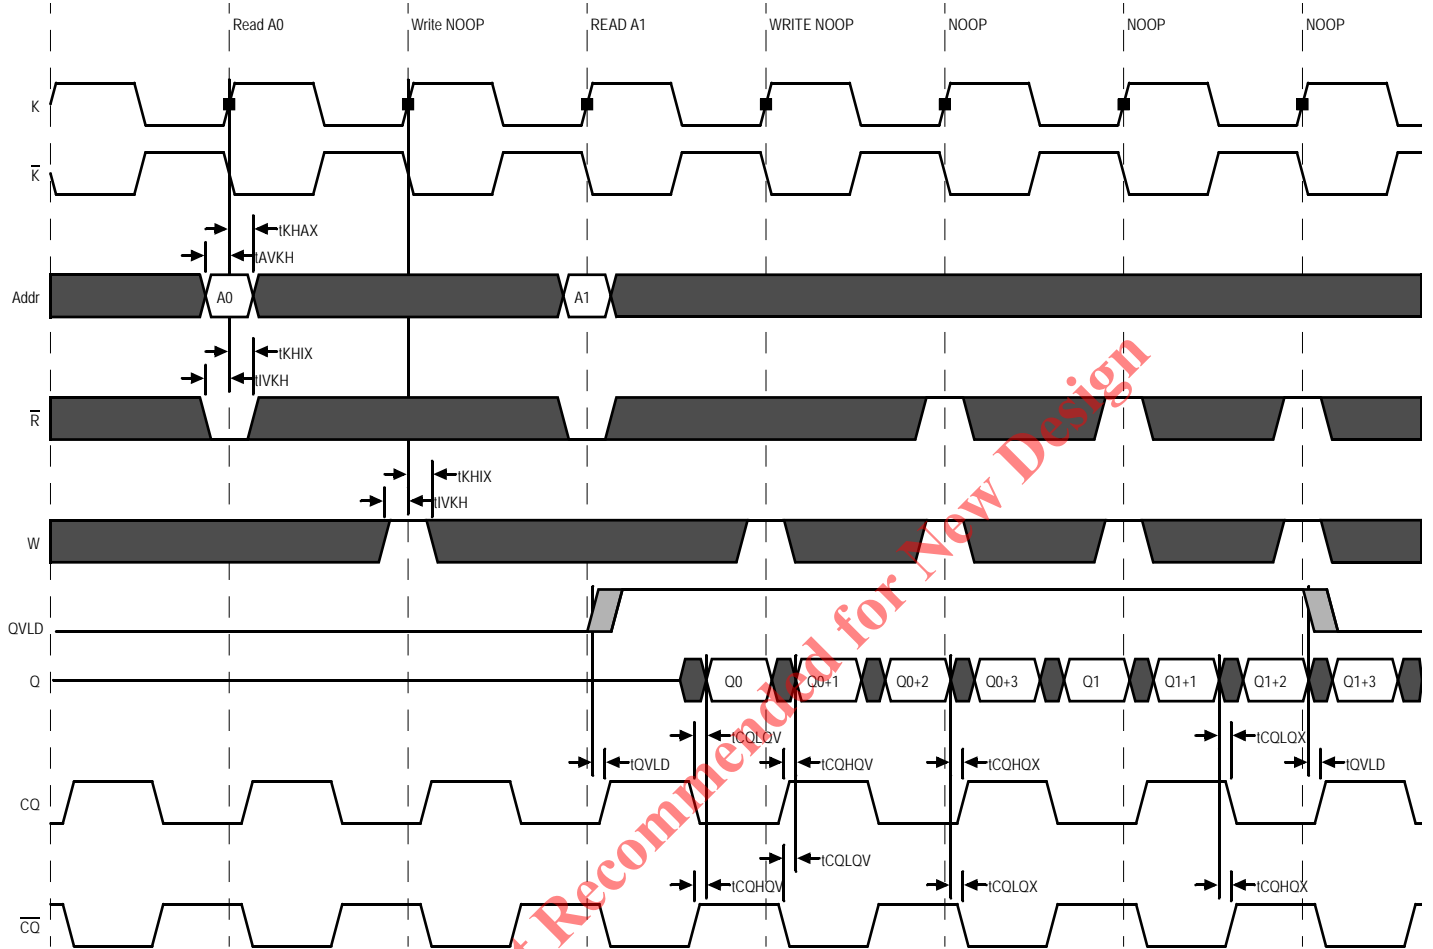 Read A0
Write NOOP
READ A1
WRITE NOOP
NOOP
NOOP
NOOP
K
K̅
tKHAX
tAVKH
Addr
A0
A1
tKHIX
tIVKH
R̅
tKHIX
tIVKH
W
QVLD
Q
Q0
Q0+1
Q0+2
Q0+3
Q1
Q1+1
Q1+2
Q1+3
tCQLQV
tCQLQX
tQVLD
tCQHQV
tCQHQX
tQVLD
CQ
tCQLQV
tCQHQV
tCQLQX
tCQHQX
C̅Q̅
t Recommended for New Design